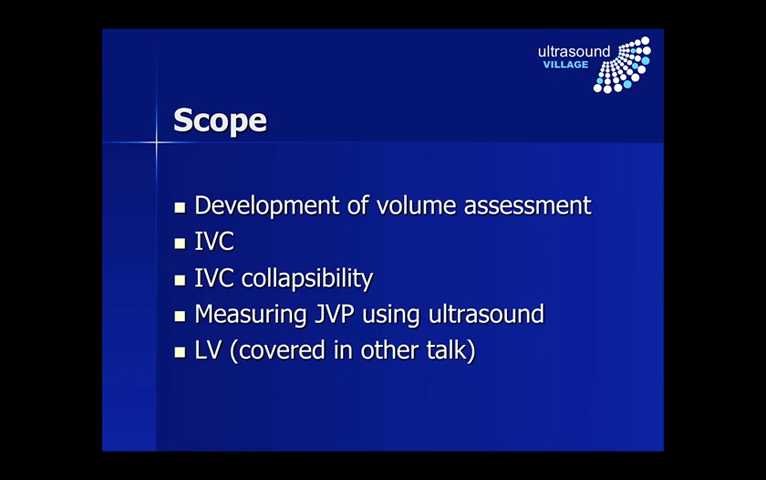 ultrasound
VILLAGE
Scope
Development of volume assessment
IVC
IVC collapsibility
Measuring JVP using ultrasound
LV (covered in other talk)